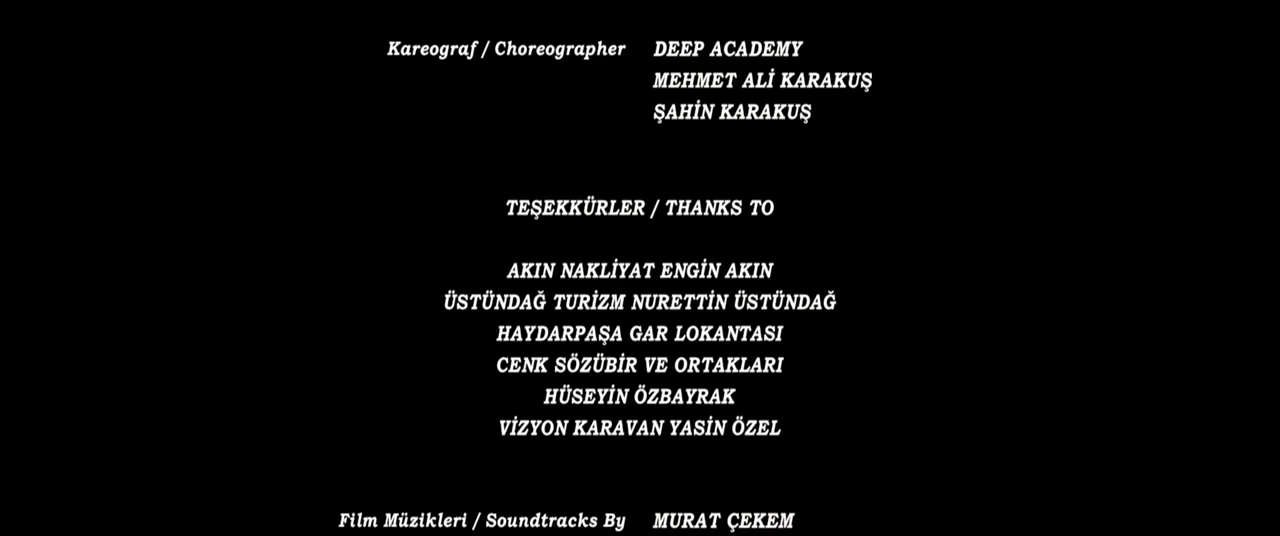 Kareograf / Choreographer DEEP ACADEMY
MEHMET ALİ KARAKUŞ
ŞAHİN KARAKUŞ
TEŞEKKÜRLER / THANKS TO
AKIN NAKLİYAT ENGİN AKIN
ÜSTÜNDAĞ TURİZM NURETTİN ÜSTÜNDAĞ
HAYDARPAŞA GAR LOKANTASI
CENK SÖZÜBİR VE ORTAKLARI
HÜSEYİN ÖZBAYRAK
VİZYON KARAVAN YASİN ÖZEL
Film Müzikleri / Soundtracks By MURAT ÇEKEM